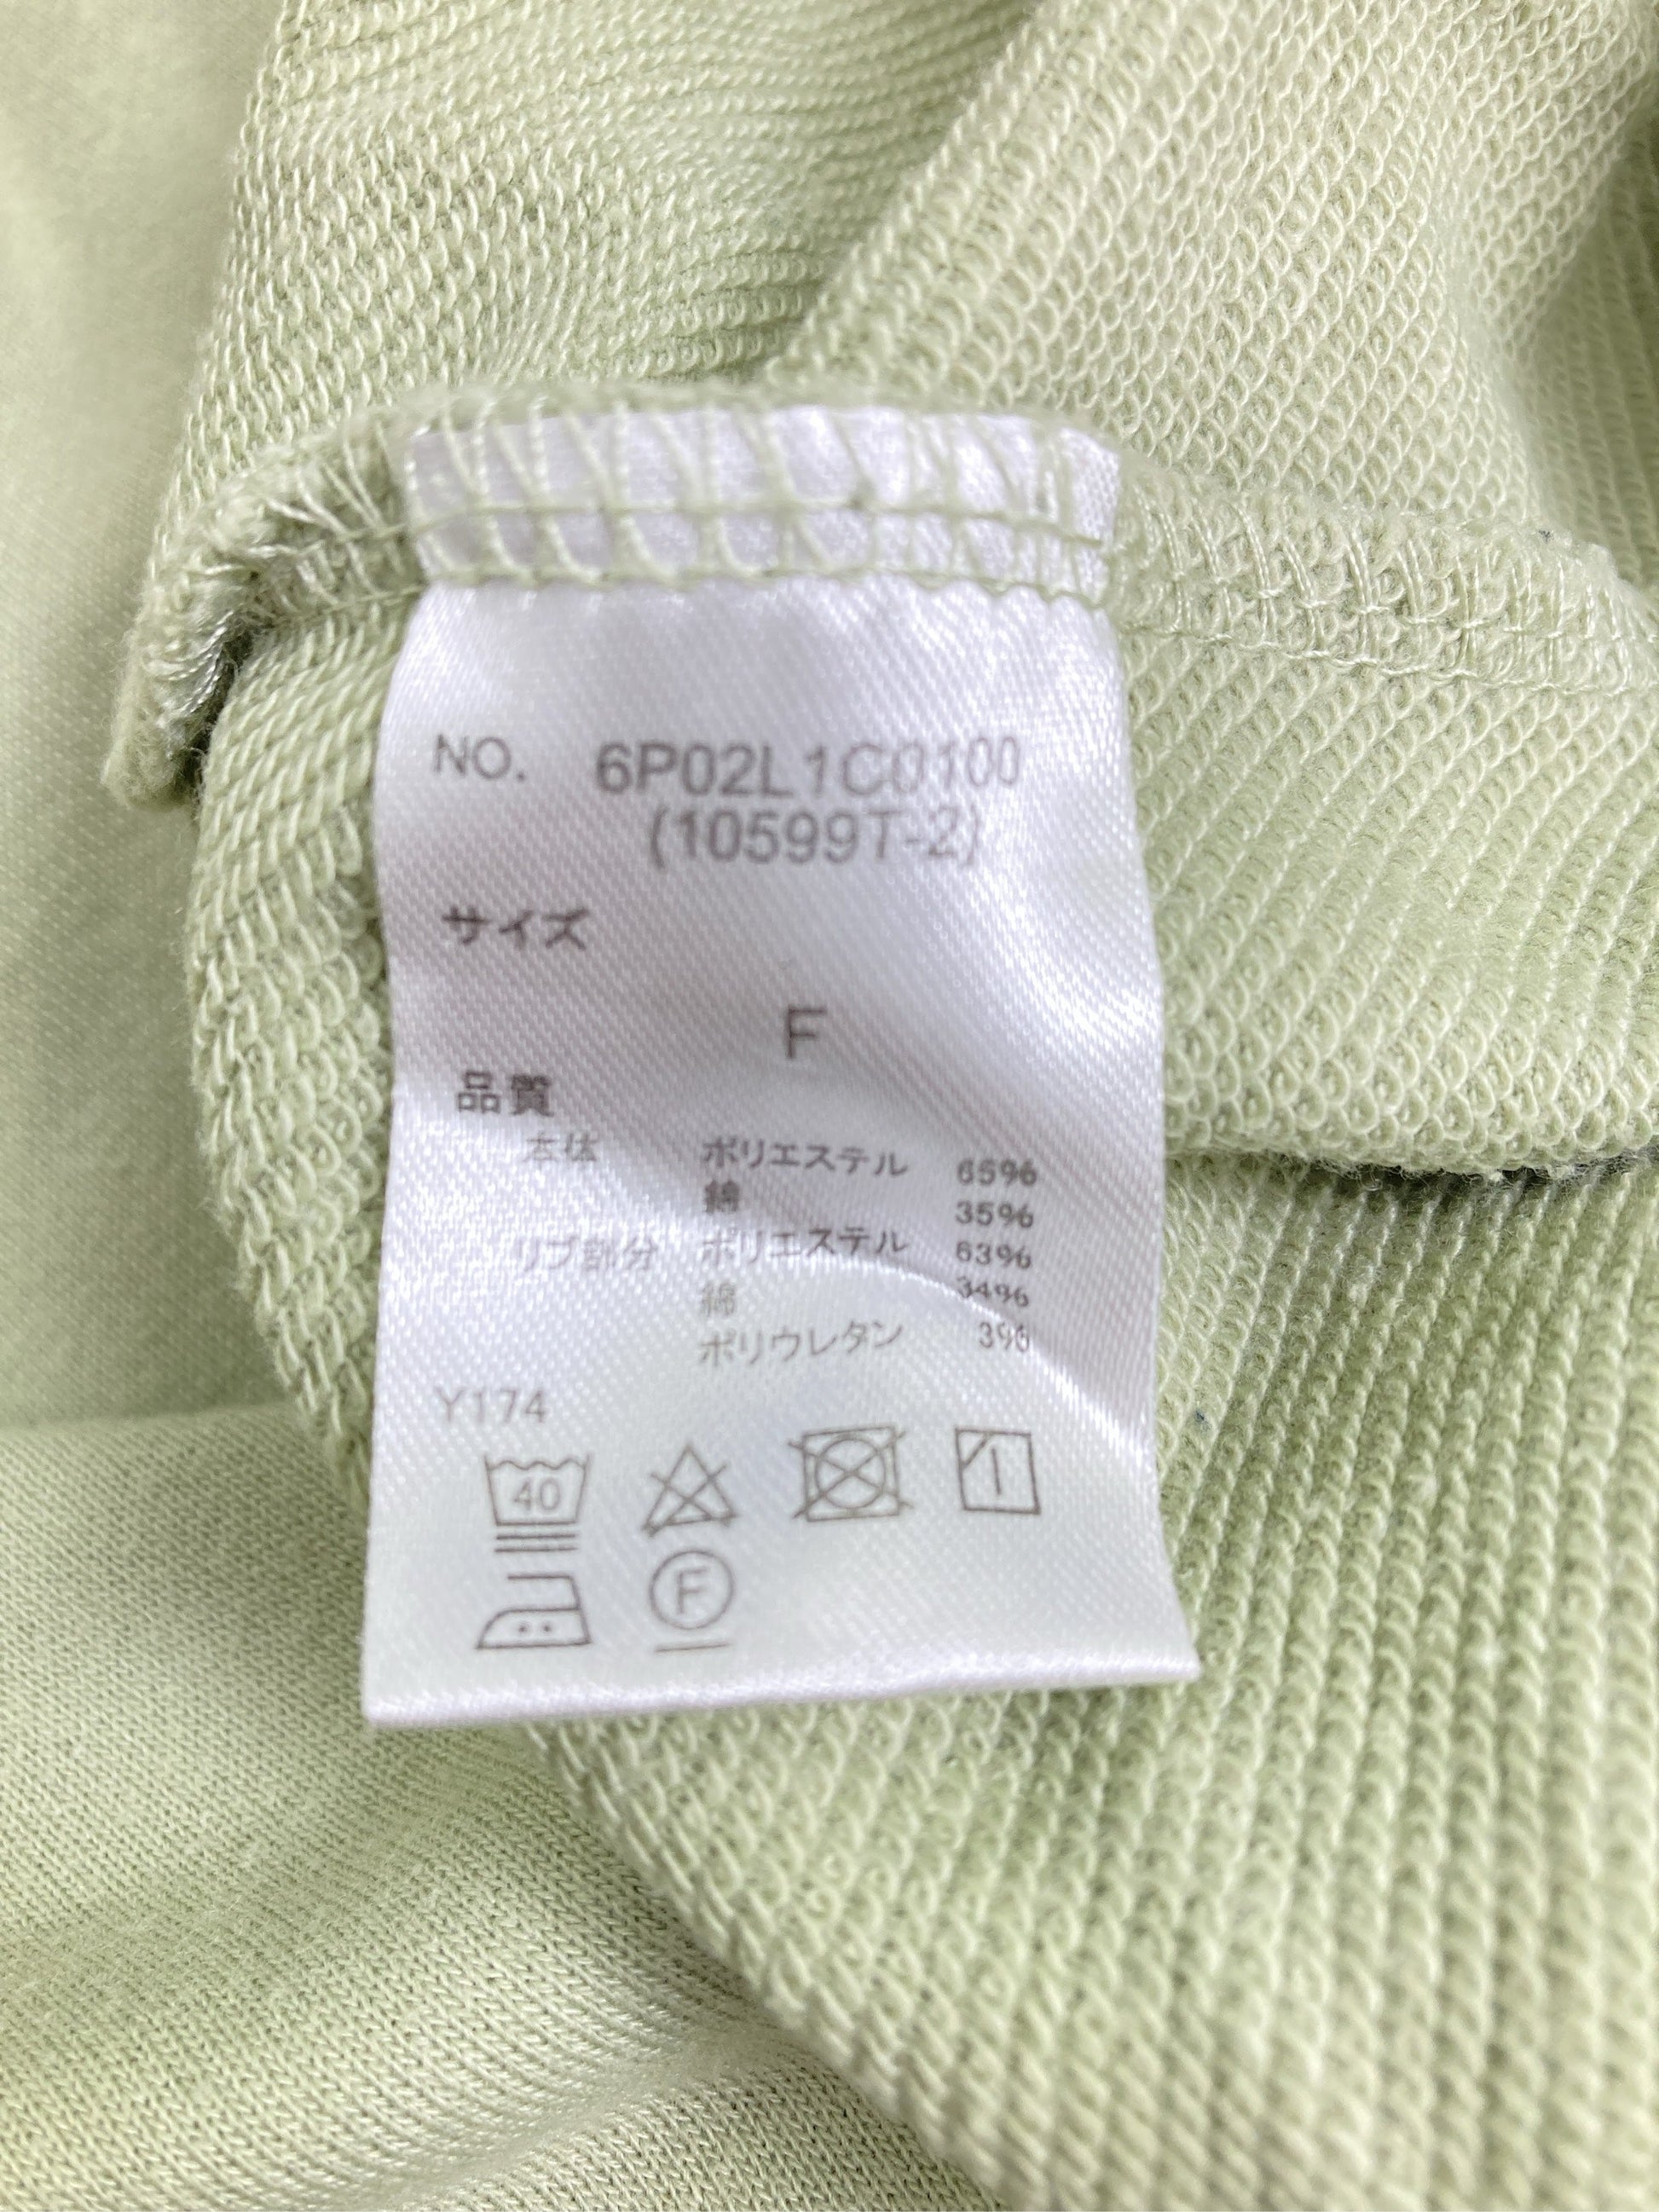 NO. 6P02L1C0100
(10599T-2)
サイズ
F
品質
本体 ポリエステル 65%
綿 35%
リブ部分 ポリエステル 63%
綿 34%
ポリウレタン 3%
Y174
40
F